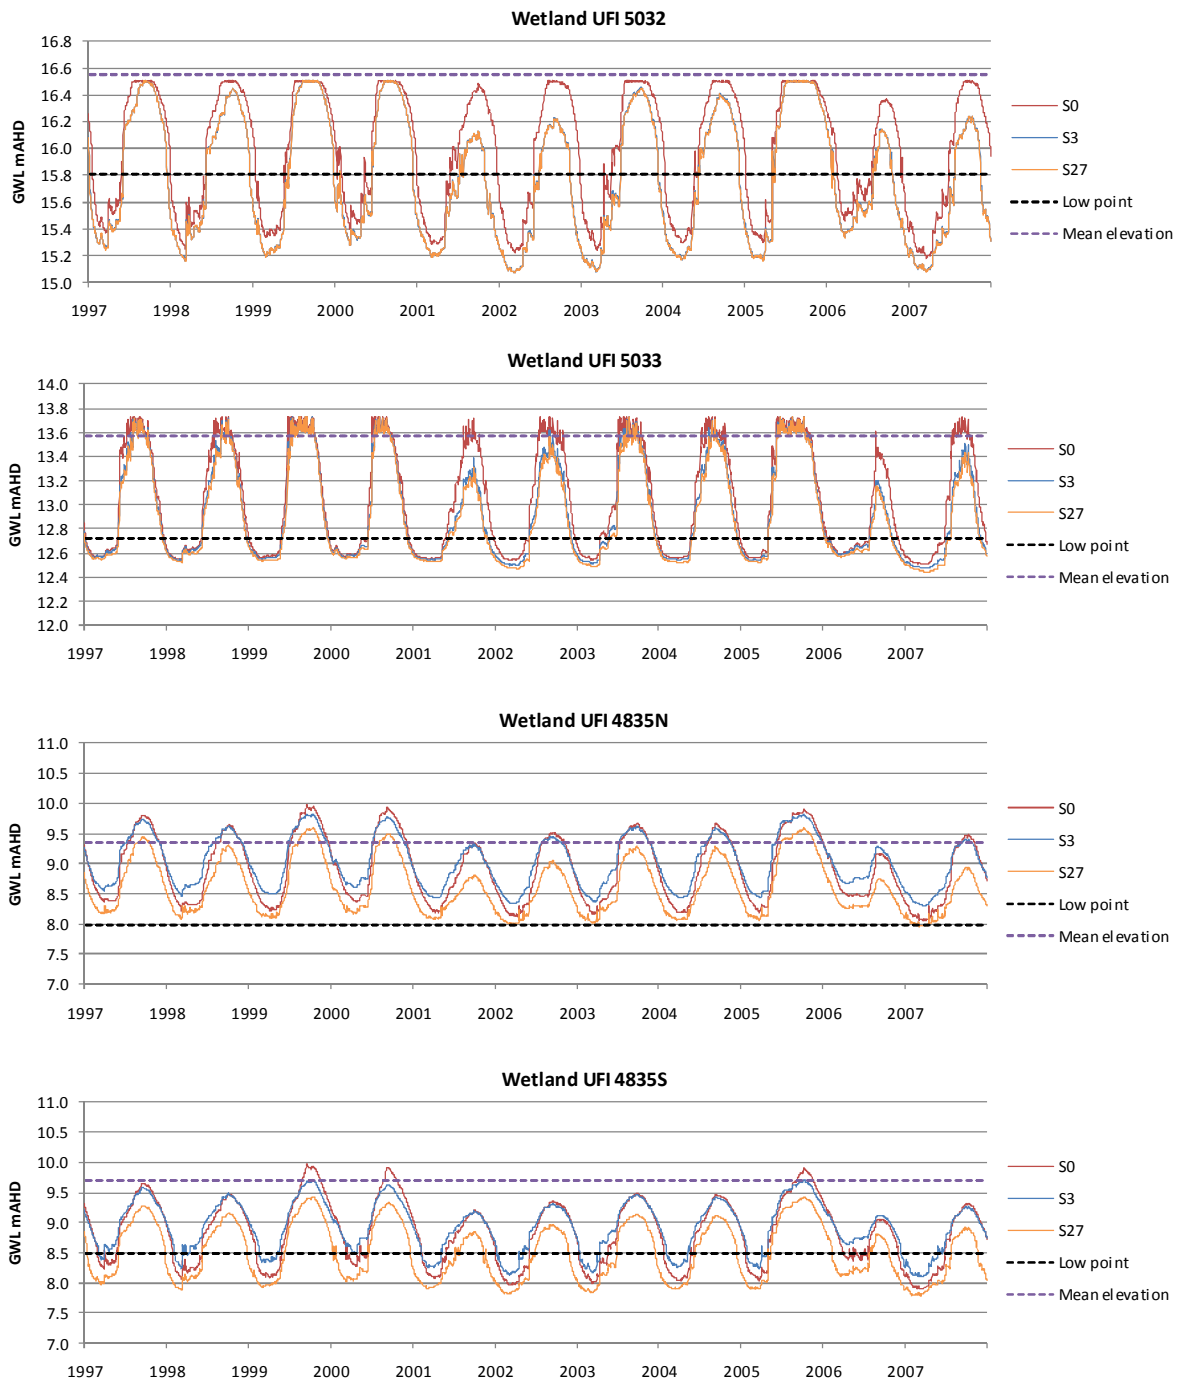 Wetland UFI 5032
GWL mAHD
16.8
16.6
16.4
16.2
16.0
15.8
15.6
15.4
15.2
15.0
1997 1998 1999 2000 2001 2002 2003 2004 2005 2006 2007
S0
S3
S27
Low point
Mean elevation
Wetland UFI 5033
GWL mAHD
14.0
13.8
13.6
13.4
13.2
13.0
12.8
12.6
12.4
12.2
12.0
1997 1998 1999 2000 2001 2002 2003 2004 2005 2006 2007
S0
S3
S27
Low point
Mean elevation
Wetland UFI 4835N
GWL mAHD
11.0
10.5
10.0
9.5
9.0
8.5
8.0
7.5
7.0
1997 1998 1999 2000 2001 2002 2003 2004 2005 2006 2007
S0
S3
S27
Low point
Mean elevation
Wetland UFI 4835S
GWL mAHD
11.0
10.5
10.0
9.5
9.0
8.5
8.0
7.5
7.0
1997 1998 1999 2000 2001 2002 2003 2004 2005 2006 2007
S0
S3
S27
Low point
Mean elevation